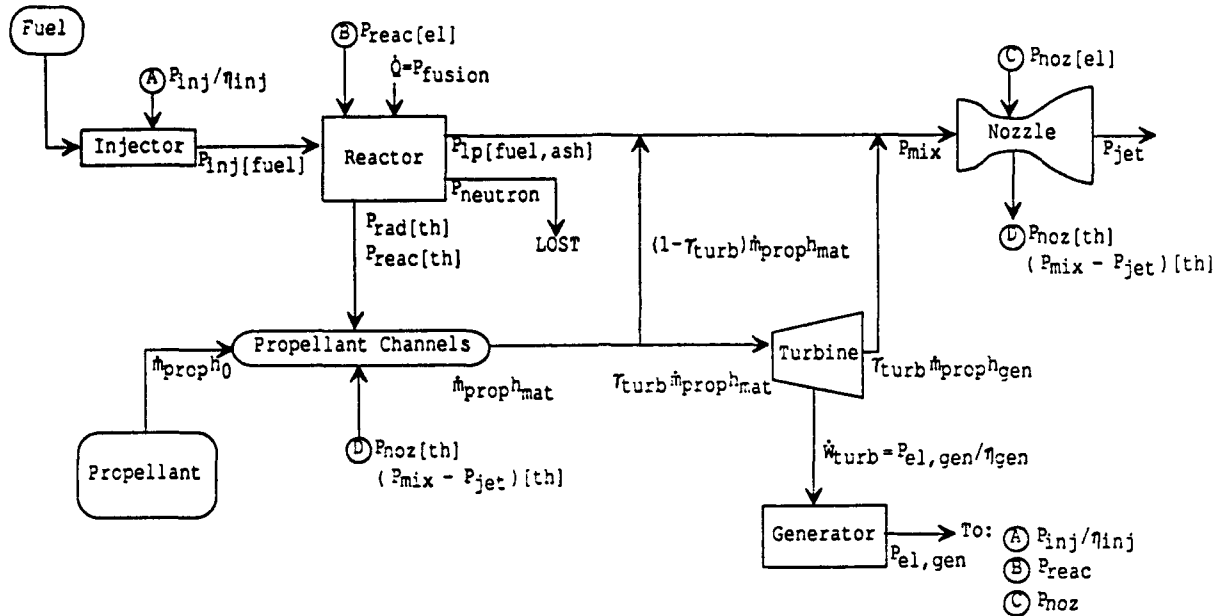 Fuel
Ⓐ P_inj/η_inj
Injector
P_inj[fuel]
Ⓑ P_reac[el]
Q̇=P_fusion
Reactor
P_lp[fuel,ash]
P_neutron
LOST
P_rad[th]
P_reac[th]
P_mix
Ⓒ P_noz[el]
Nozzle
P_jet
Ⓓ P_noz[th]
(P_mix - P_jet)[th]
(1-τ_turb)ṁ_prop h_mat
Propellant Channels
ṁ_prop h_0
ṁ_prop h_mat
Turbine
τ_turb ṁ_prop h_mat
τ_turb ṁ_prop h_gen
Propellant
Ⓓ P_noz[th]
(P_mix - P_jet)[th]
ẇ_turb=P_el,gen/η_gen
Generator
P_el,gen
To: Ⓐ P_inj/η_inj
Ⓑ P_reac
Ⓒ P_noz